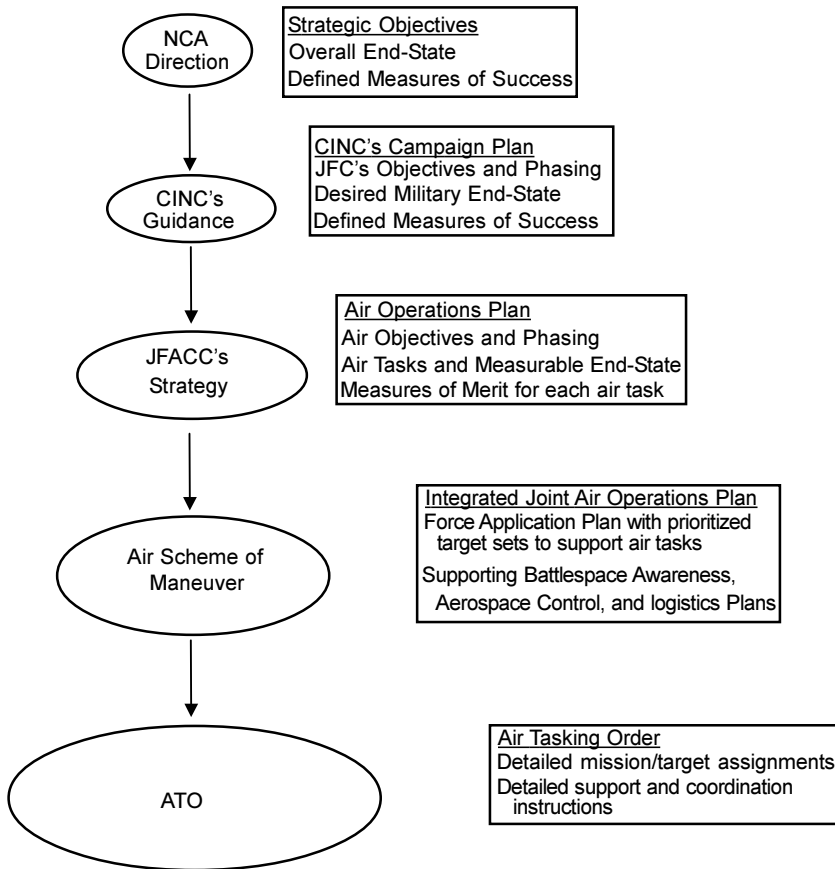 NCA
Direction
Strategic Objectives
Overall End-State
Defined Measures of Success
CINC's
Guidance
CINC's Campaign Plan
JFC's Objectives and Phasing
Desired Military End-State
Defined Measures of Success
JFACC's
Strategy
Air Operations Plan
Air Objectives and Phasing
Air Tasks and Measurable End-State
Measures of Merit for each air task
Air Scheme of
Maneuver
Integrated Joint Air Operations Plan
Force Application Plan with prioritized
target sets to support air tasks
Supporting Battlespace Awareness,
Aerospace Control, and logistics Plans
ATO
Air Tasking Order
Detailed mission/target assignments
Detailed support and coordination
instructions